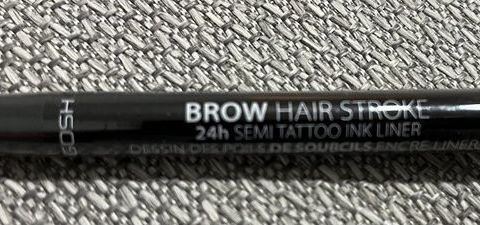 GOSH
BROW HAIR STROKE
24h SEMI TATTOO INK LINER
DESSIN DES POILS DE SOURCILS ENCRE LINER